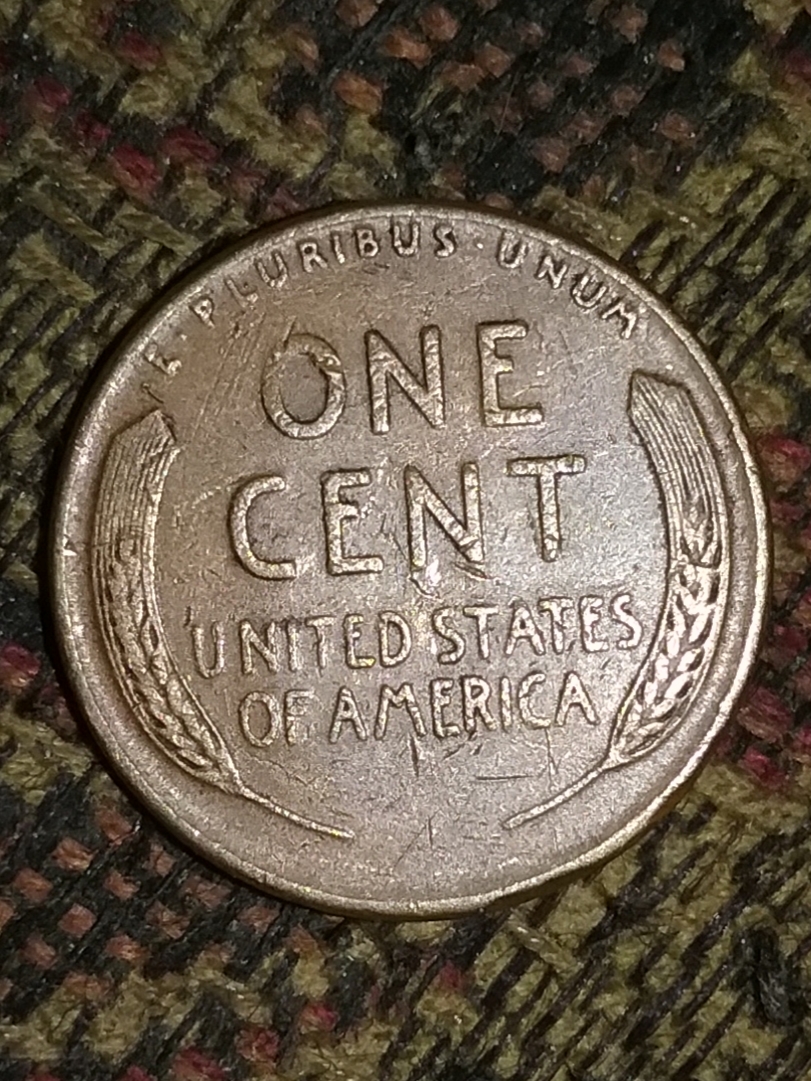 E · PLURIBUS · UNUM
ONE
CENT
UNITED STATES
OF AMERICA